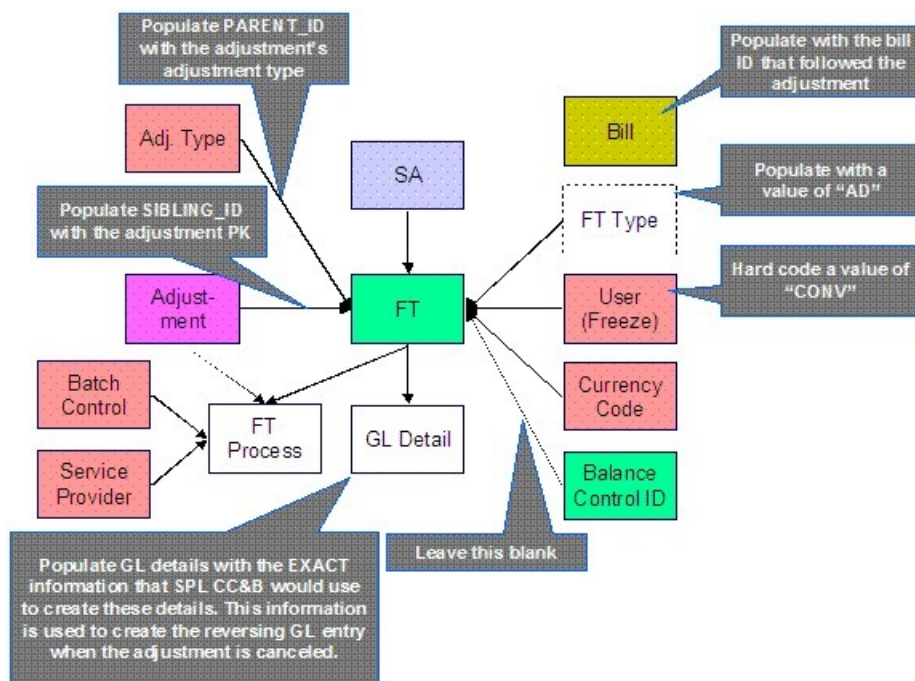 Populate PARENT_ID
with the adjustment's
adjustment type
Populate with the bill
ID that followed the
adjustment
Adj. Type
SA
Bill
Populate with a
value of “AD”
Populate SIBLING_ID
with the adjustment PK
FT Type
Hard code a value of
“CONV”
Adjust-
ment
FT
User
(Freeze)
Batch
Control
FT
Process
GL Detail
Currency
Code
Service
Provider
Balance
Control ID
Leave this blank
Populate GL details with the EXACT
information that SPL CC&B would use
to create these details. This information
is used to create the reversing GL entry
when the adjustment is canceled.